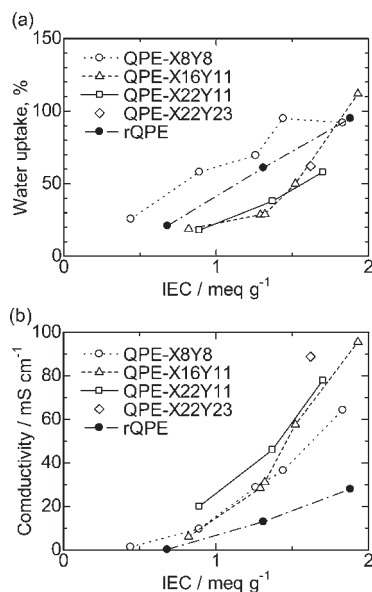 (a)
150
QPE-X8Y8
QPE-X16Y11
QPE-X22Y11
QPE-X22Y23
rQPE
100
50
0
Water uptake, %
0 1 2
IEC / meq g-1
(b)
100
QPE-X8Y8
QPE-X16Y11
QPE-X22Y11
QPE-X22Y23
rQPE
80
60
40
20
0
Comductivity / mS cm-1
0 1 2
IEC / meq g-1